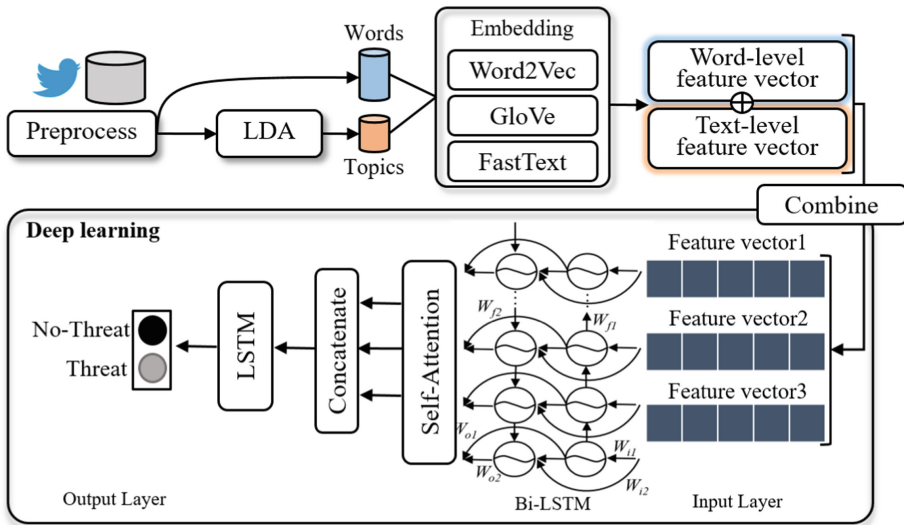 Preprocess
LDA
Words
Topics
Embedding
Word2Vec
GloVe
FastText
Word-level
feature vector
Text-level
feature vector
Combine
Deep learning
No-Threat
Threat
LSTM
Concatenate
Self-Attention
W_f2
W_f1
W_o1
W_o2
W_i1
W_i2
Feature vector1
Feature vector2
Feature vector3
Output Layer
Bi-LSTM
Input Layer